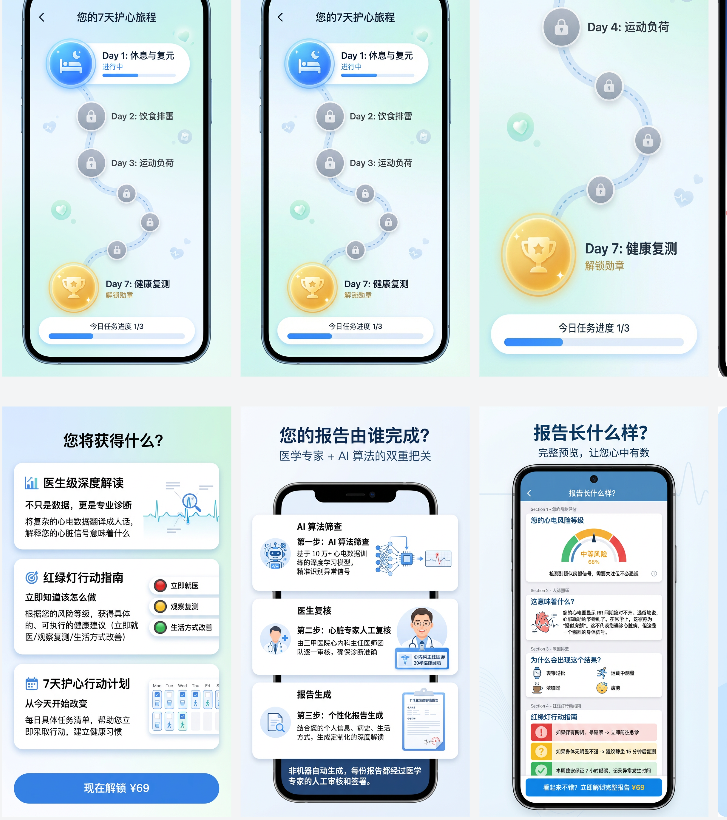 您的7天护心旅程
Day 1: 休息与复元
进行中
Day 2: 饮食排雷
Day 3: 运动负荷
Day 7: 健康复测
解锁勋章
今日任务进度 1/3
您的7天护心旅程
Day 1: 休息与复元
进行中
Day 2: 饮食排雷
Day 3: 运动负荷
Day 7: 健康复测
解锁勋章
今日任务进度 1/3
Day 4: 运动负荷
Day 7: 健康复测
解锁勋章
今日任务进度 1/3
您将获得什么?
医生级深度解读
不只是数据，更是专业诊断
将复杂的心电数据翻译成人话,
解释您的心脏信号意味着什么
红绿灯行动指南
立即知道该怎么做
根据您的风险等级，获得具体
的、可执行的健康建议（立即就
医/观察复测/生活方式改善）
立即就医
观察复测
生活方式改善
7天护心行动计划
从今天开始改变
每日具体任务清单，帮助您立
即采取行动，建立健康习惯
Mon Tue Wed Thu Fri
现在解锁 ¥69
您的报告由谁完成?
医学专家 + AI 算法的双重把关
AI 算法筛查
第一步: AI 算法筛查
基于 10 万+ 心电数据训
练的深度学习模型,
精准识别异常信号
医生复核
第二步: 心脏专家人工复核
由三甲医院心内科主任医师团
队逐一审核，确保诊断准确
报告生成
第三步: 个性化报告生成
结合您的个人信息、病史、生活
方式，生成定制化的深度解读
非机器自动生成，每份报告都经过医学
专家的人工审核和签署。
报告长什么样?
完整预览，让您心中有数
报告长什么样?
您的心电风险等级
中等风险
68%
这意味着什么?
为什么会出现这个结果?
红绿灯行动指南
看起来不错? 立即解锁完整报告 ¥69